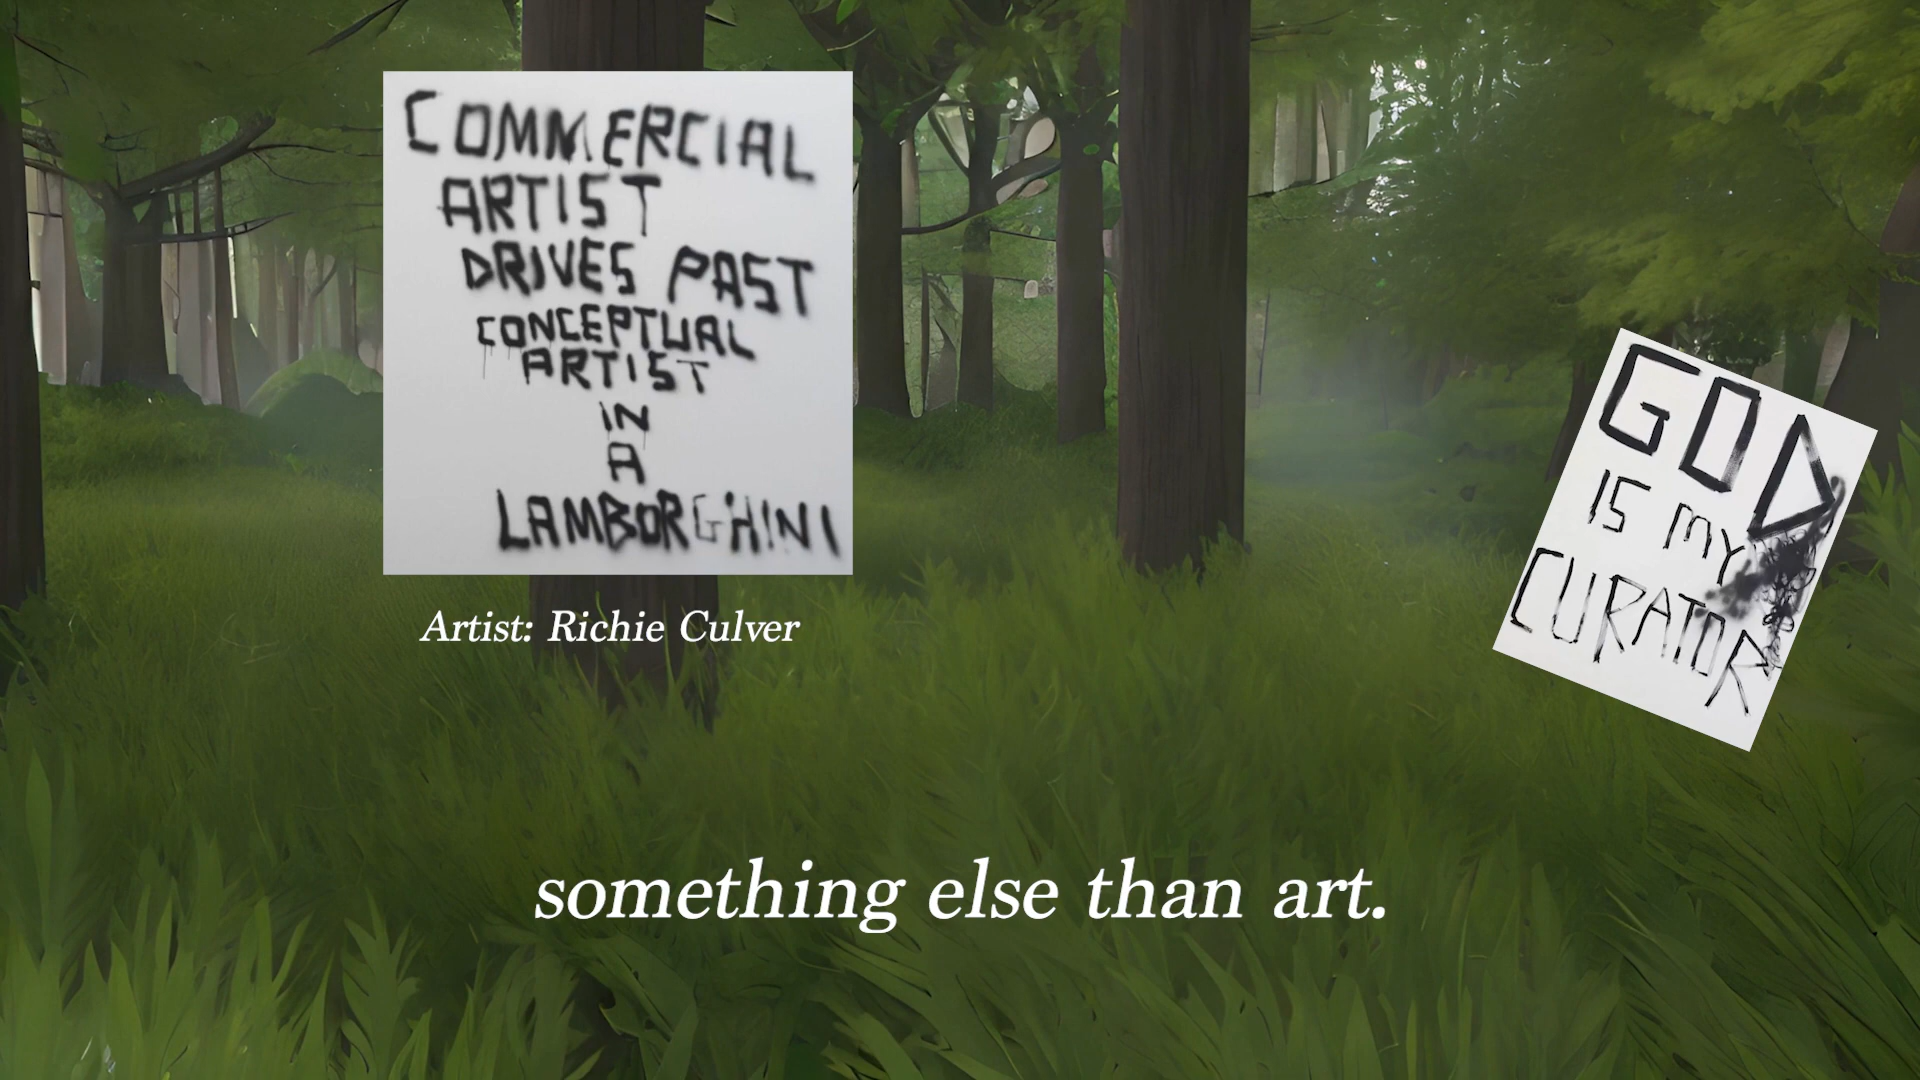 COMMERCIAL
ARTIST
DRIVES PAST
CONCEPTUAL
ARTIST
IN
A
LAMBORGHINI
Artist: Richie Culver
GOD
IS MY
CURATOR
something else than art.